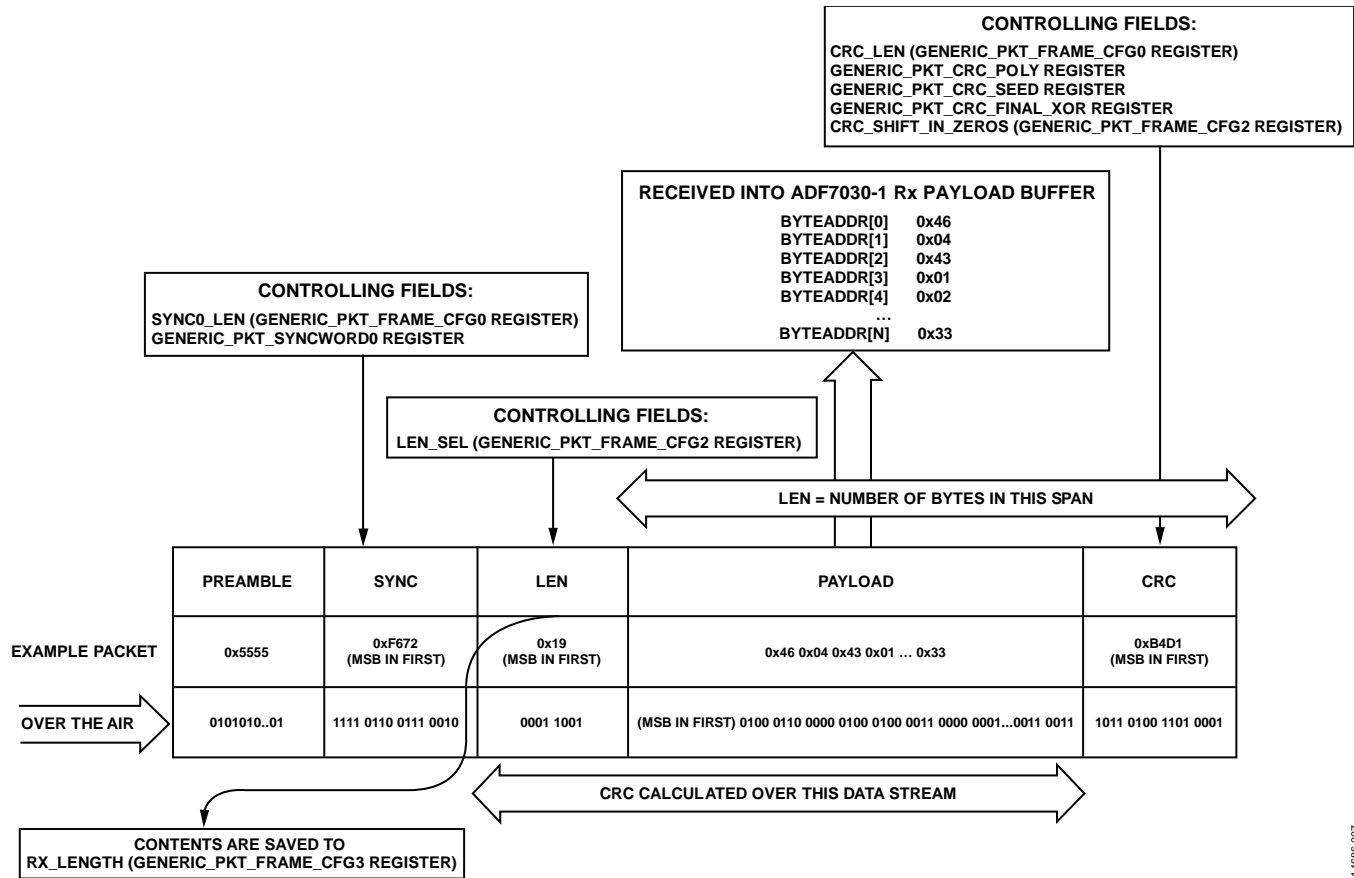 CONTROLLING FIELDS:
CRC_LEN (GENERIC_PKT_FRAME_CFG0 REGISTER)
GENERIC_PKT_CRC_POLY REGISTER
GENERIC_PKT_CRC_SEED REGISTER
GENERIC_PKT_CRC_FINAL_XOR REGISTER
CRC_SHIFT_IN_ZEROS (GENERIC_PKT_FRAME_CFG2 REGISTER)
RECEIVED INTO ADF7030-1 Rx PAYLOAD BUFFER
BYTEADDR[0] 0x46
BYTEADDR[1] 0x04
BYTEADDR[2] 0x43
BYTEADDR[3] 0x01
BYTEADDR[4] 0x02
...
BYTEADDR[N] 0x33
CONTROLLING FIELDS:
SYNC0_LEN (GENERIC_PKT_FRAME_CFG0 REGISTER)
GENERIC_PKT_SYNCWORD0 REGISTER
CONTROLLING FIELDS:
LEN_SEL (GENERIC_PKT_FRAME_CFG2 REGISTER)
LEN = NUMBER OF BYTES IN THIS SPAN
PREAMBLE SYNC LEN PAYLOAD CRC
EXAMPLE PACKET
0x5555
0xF672
(MSB IN FIRST)
0x19
(MSB IN FIRST)
0x46 0x04 0x43 0x01 ... 0x33
0xB4D1
(MSB IN FIRST)
OVER THE AIR
0101010..01
1111 0110 0111 0010
0001 1001
(MSB IN FIRST) 0100 0110 0000 0100 0100 0011 0000 0001...0011 0011
1011 0100 1101 0001
CRC CALCULATED OVER THIS DATA STREAM
CONTENTS ARE SAVED TO
RX_LENGTH (GENERIC_PKT_FRAME_CFG3 REGISTER)